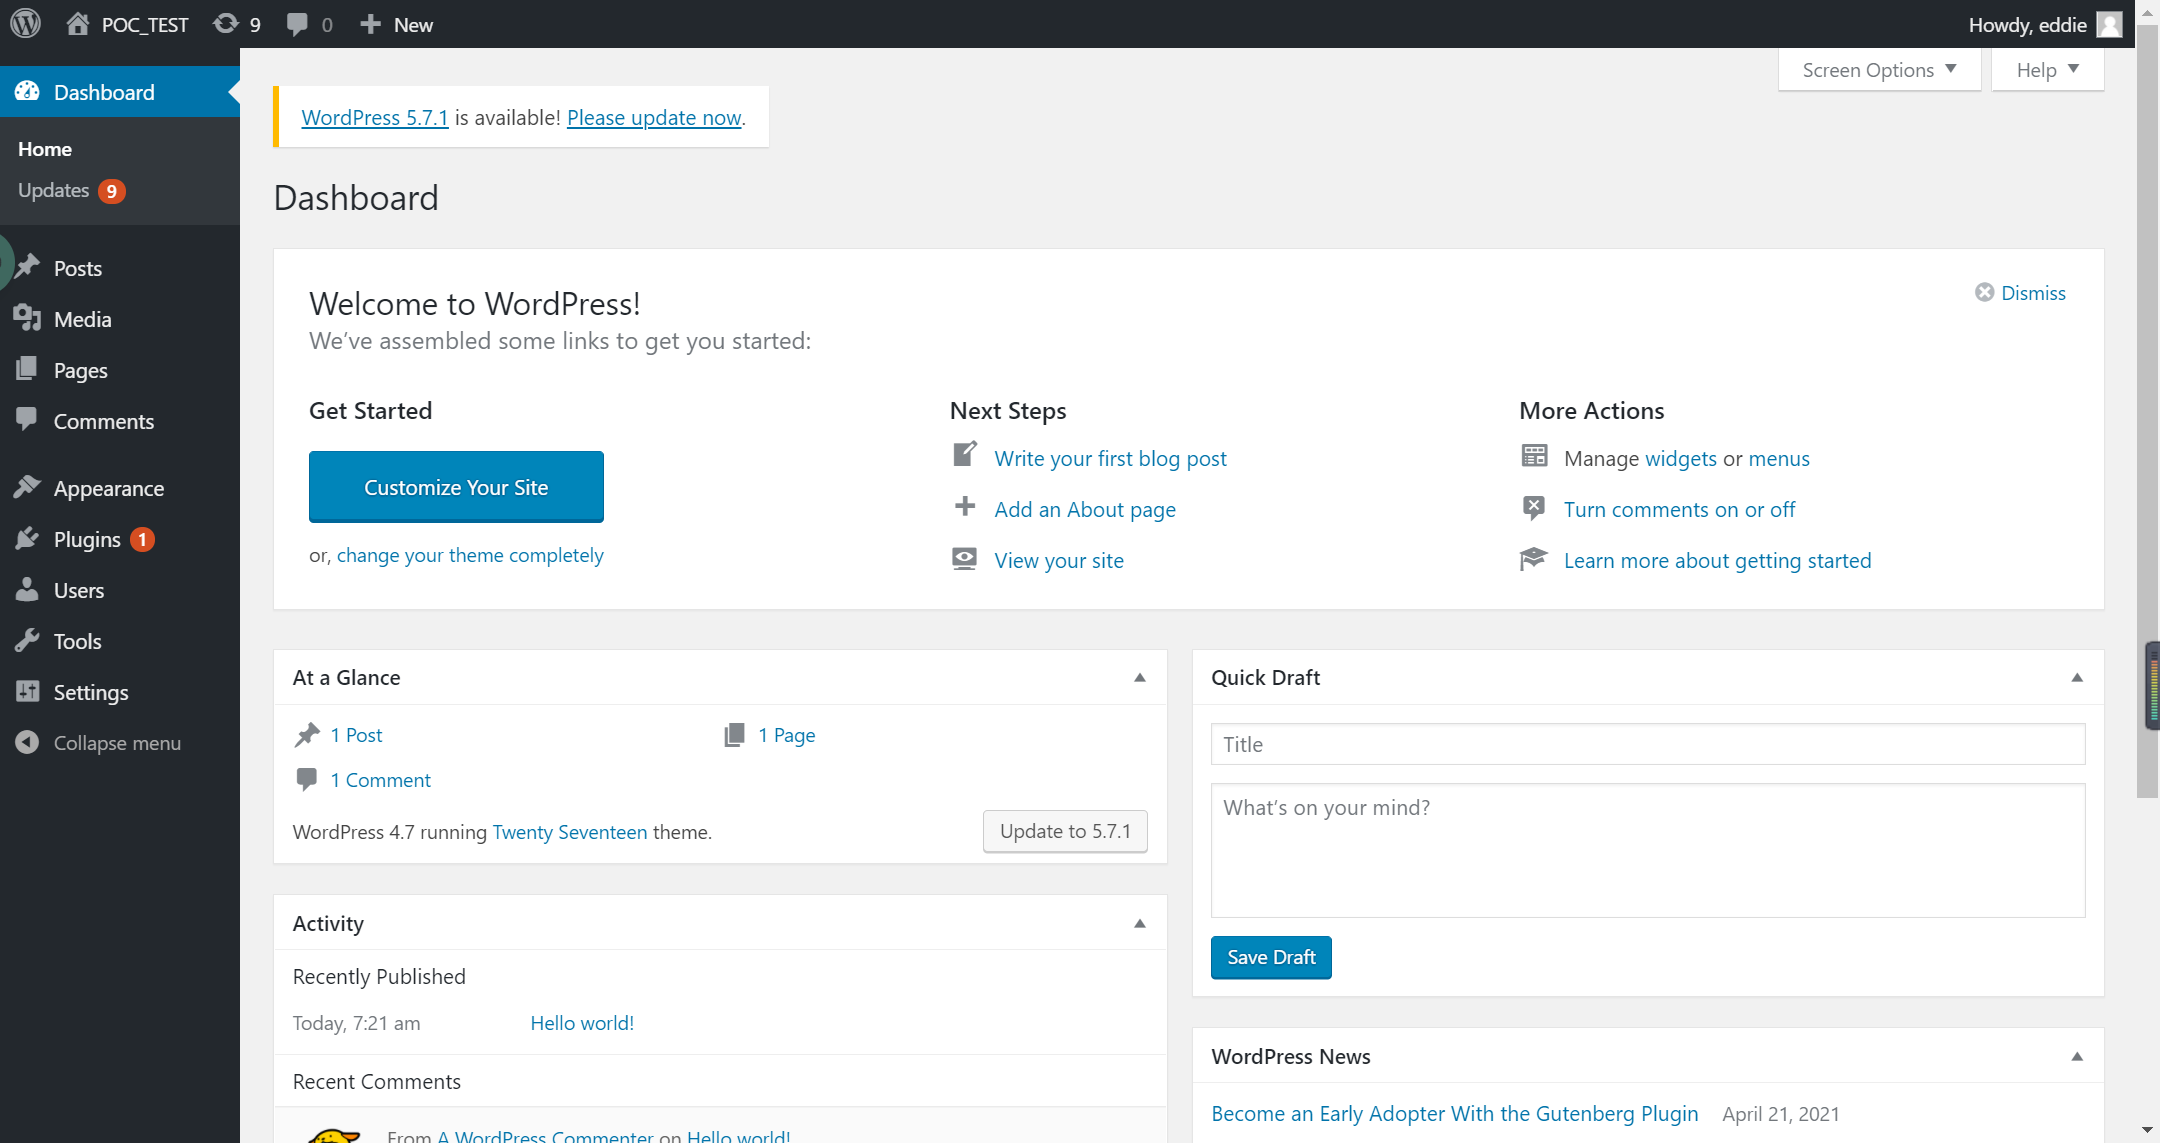 POC_TEST 9 0 New Howdy, eddie
Screen Options Help
Dashboard
Home
Updates 9
Posts
Media
Pages
Comments
Appearance
Plugins 1
Users
Tools
Settings
Collapse menu
WordPress 5.7.1 is available! Please update now.
Dashboard
Welcome to WordPress!
Dismiss
We’ve assembled some links to get you started:
Get Started
Customize Your Site
or, change your theme completely
Next Steps
Write your first blog post
Add an About page
View your site
More Actions
Manage widgets or menus
Turn comments on or off
Learn more about getting started
At a Glance
1 Post 1 Page
1 Comment
WordPress 4.7 running Twenty Seventeen theme. Update to 5.7.1
Activity
Recently Published
Today, 7:21 am Hello world!
Recent Comments
From A WordPress Commenter on Hello world!
Quick Draft
Title
What’s on your mind?
Save Draft
WordPress News
Become an Early Adopter With the Gutenberg Plugin April 21, 2021